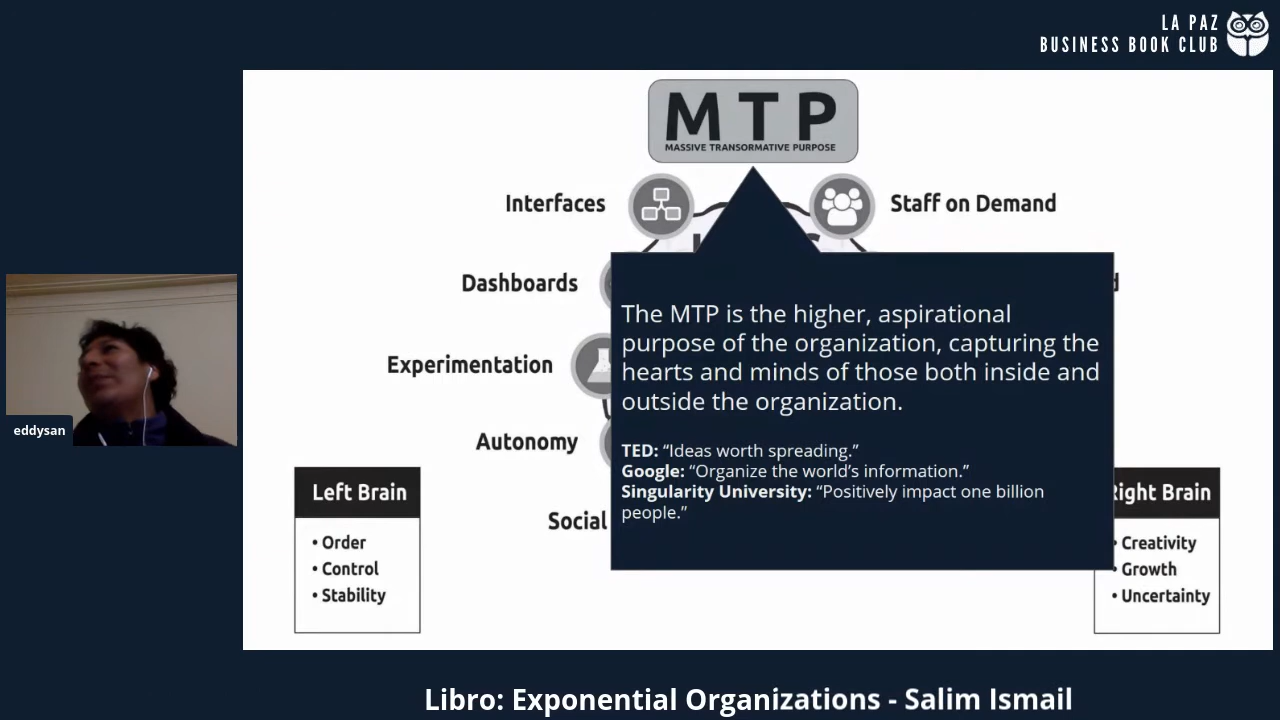 LA PAZ
BUSINESS BOOK CLUB
MTP
MASSIVE TRANSORMATIVE PURPOSE
Interfaces
Staff on Demand
Dashboards
Experimentation
Autonomy
Social
The MTP is the higher, aspirational
purpose of the organization, capturing the
hearts and minds of those both inside and
outside the organization.
TED: “Ideas worth spreading.”
Google: “Organize the world’s information.”
Singularity University: “Positively impact one billion
people.”
eddysan
Left Brain
• Order
• Control
• Stability
Right Brain
• Creativity
• Growth
• Uncertainty
Libro: Exponential Organizations - Salim Ismail